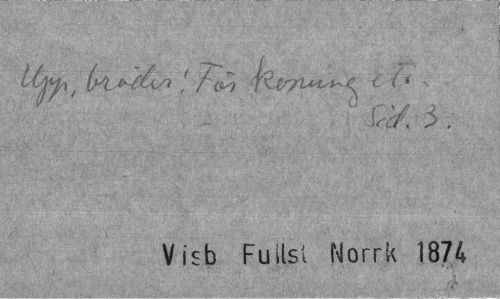 Upp, bröder! För konung etc.
Sid. 3.
Visb Fullst Norrk 1874